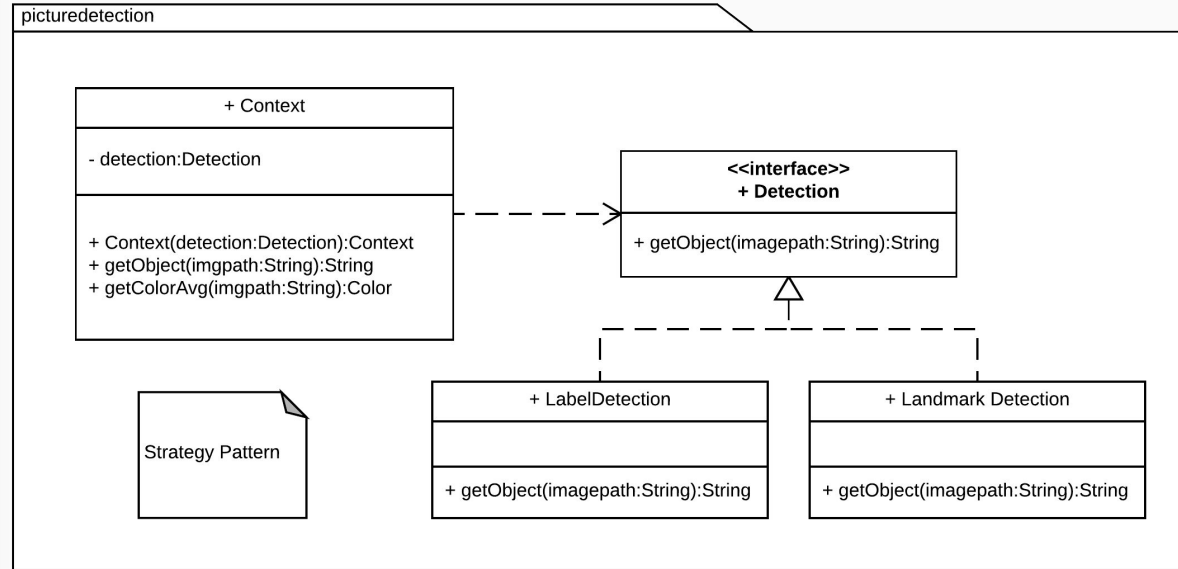 picturedetection
+ Context
- detection:Detection
+ Context(detection:Detection):Context
+ getObject(imgpath:String):String
+ getColorAvg(imgpath:String):Color
<<interface>>
+ Detection
+ getObject(imagepath:String):String
Strategy Pattern
+ LabelDetection
+ getObject(imagepath:String):String
+ Landmark Detection
+ getObject(imagepath:String):String